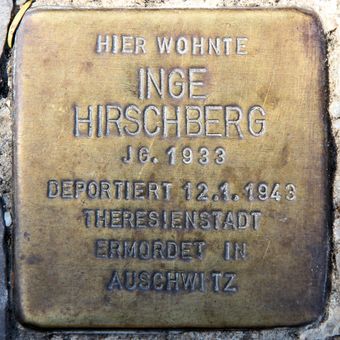 HIER WOHNTE
INGE
HIRSCHBERG
JG. 1933
DEPORTIERT 12.1.1943
THERESIENSTADT
ERMORDET IN
AUSCHWITZ